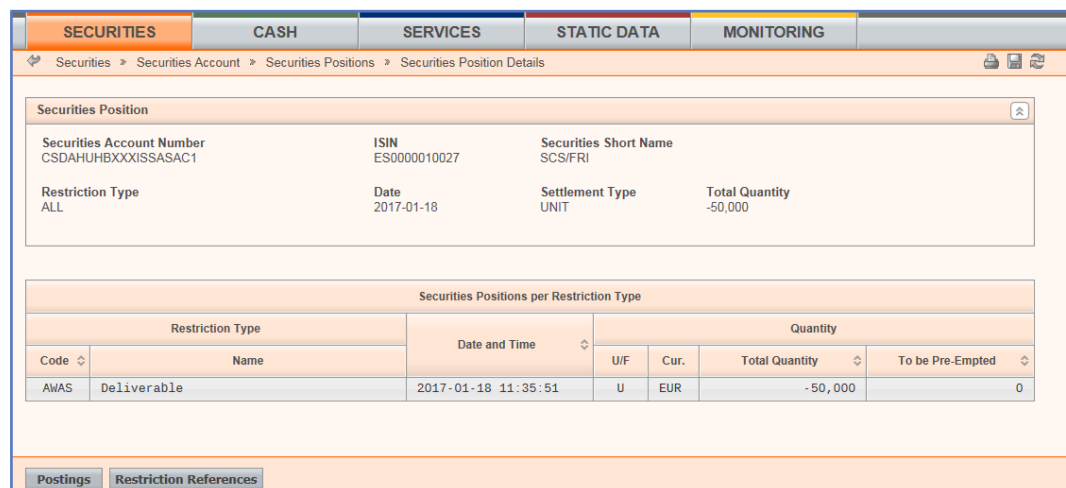 SECURITIES CASH SERVICES STATIC DATA MONITORING
Securities » Securities Account » Securities Positions » Securities Position Details
Securities Position
Securities Account Number ISIN Securities Short Name
CSDAHUHBXXXISSASAC1 ES0000010027 SCS/FRI
Restriction Type Date Settlement Type Total Quantity
ALL 2017-01-18 UNIT -50,000
Securities Positions per Restriction Type
Restriction Type Date and Time Quantity
Code Name U/F Cur. Total Quantity To be Pre-Empted
AWAS Deliverable 2017-01-18 11:35:51 U EUR -50,000 0
Postings Restriction References